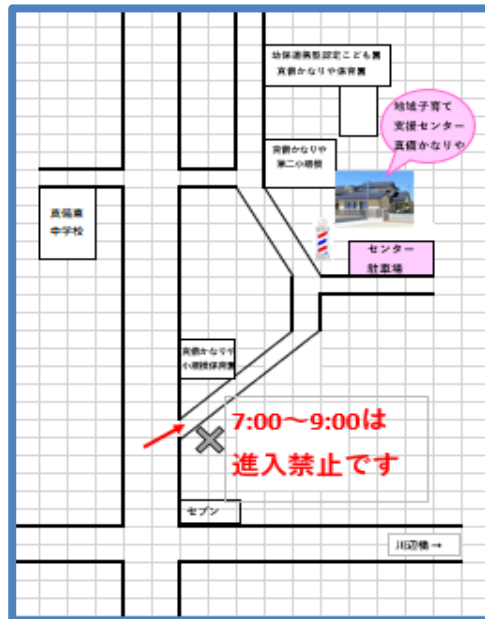 幼保連携型認定こども園
真備かなりや保育園
地域子育て
支援センター
真備かなりや
真備かなりや
第二小規模
真備東
中学校
センター
駐車場
真備かなりや
小規模保育園
7:00～9:00は
進入禁止です
セブン
川辺橋→